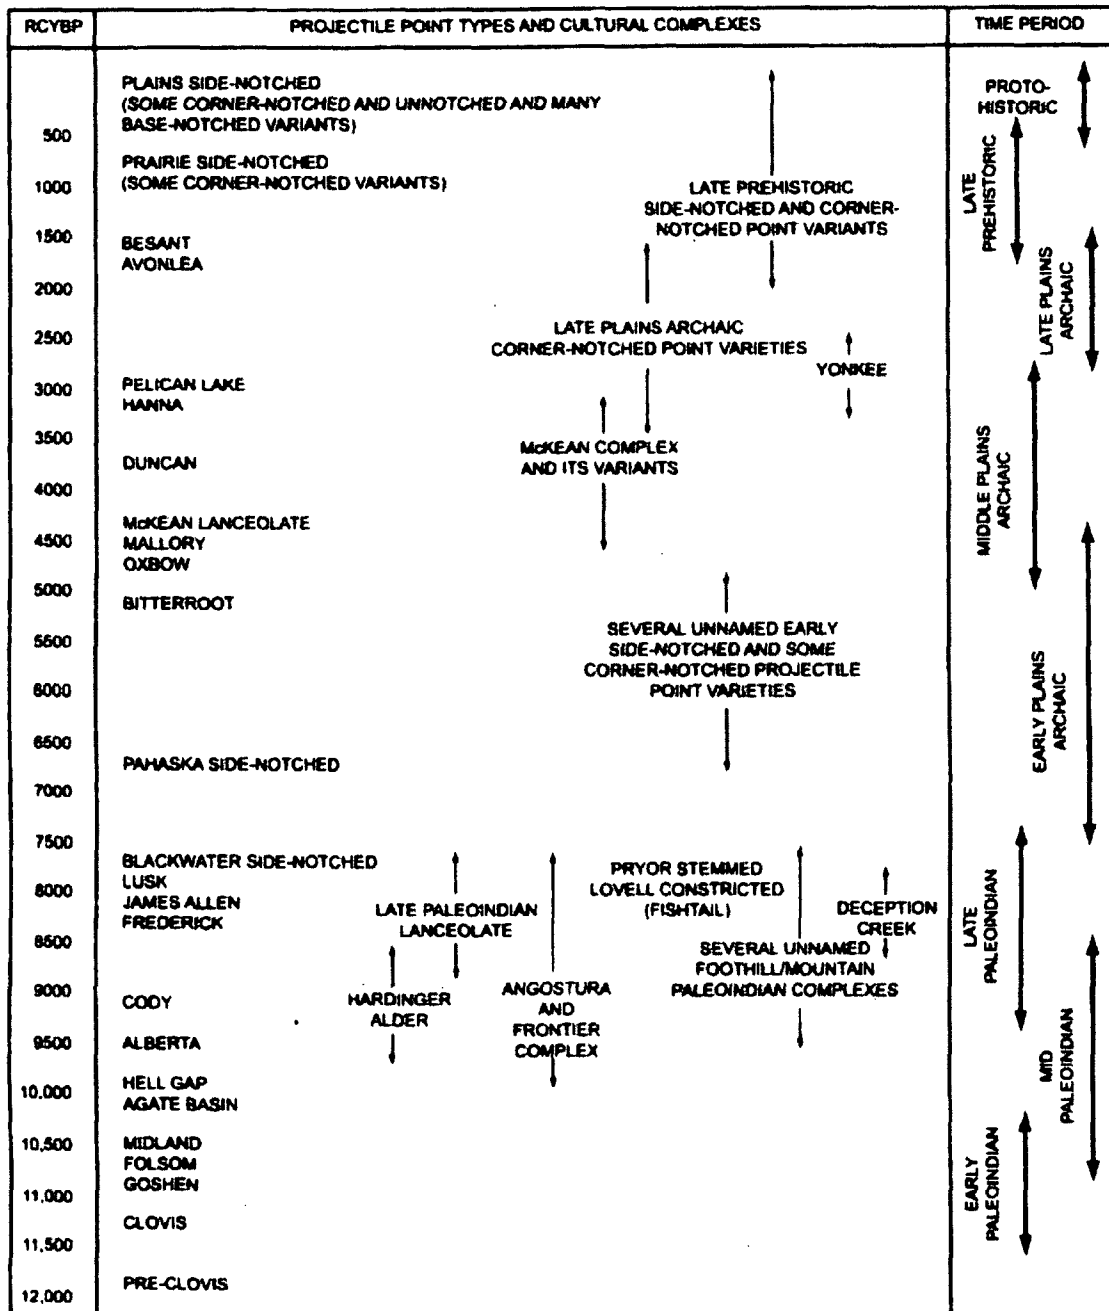 RCYBP
PROJECTILE POINT TYPES AND CULTURAL COMPLEXES
TIME PERIOD
500
1000
1500
2000
2500
3000
3500
4000
4500
5000
5500
6000
6500
7000
7500
8000
8500
9000
9500
10,000
10,500
11,000
11,500
12,000
PLAINS SIDE-NOTCHED
(SOME CORNER-NOTCHED AND UNNOTCHED AND MANY
BASE-NOTCHED VARIANTS)
PRAIRIE SIDE-NOTCHED
(SOME CORNER-NOTCHED VARIANTS)
BESANT
AVONLEA
PELICAN LAKE
HANNA
DUNCAN
McKEAN LANCEOLATE
MALLORY
OXBOW
BITTERROOT
PAHASKA SIDE-NOTCHED
BLACKWATER SIDE-NOTCHED
LUSK
JAMES ALLEN
FREDERICK
CODY
ALBERTA
HELL GAP
AGATE BASIN
MIDLAND
FOLSOM
GOSHEN
CLOVIS
PRE-CLOVIS
LATE PREHISTORIC
SIDE-NOTCHED AND CORNER-
NOTCHED POINT VARIANTS
LATE PLAINS ARCHAIC
CORNER-NOTCHED POINT VARIETIES
YONKEE
McKEAN COMPLEX
AND ITS VARIANTS
SEVERAL UNNAMED EARLY
SIDE-NOTCHED AND SOME
CORNER-NOTCHED PROJECTILE
POINT VARIETIES
LATE PALEOINDIAN
LANCEOLATE
HARDINGER
ALDER
ANGOSTURA
AND
FRONTIER
COMPLEX
PRYOR STEMMED
LOVELL CONSTRICTED
(FISHTAIL)
SEVERAL UNNAMED
FOOTHILL/MOUNTAIN
PALEOINDIAN COMPLEXES
DECEPTION
CREEK
PROTO-
HISTORIC
LATE
PREHISTORIC
LATE PLAINS
ARCHAIC
MIDDLE PLAINS
ARCHAIC
EARLY PLAINS
ARCHAIC
LATE
PALEOINDIAN
MID
PALEOINDIAN
EARLY
PALEOINDIAN